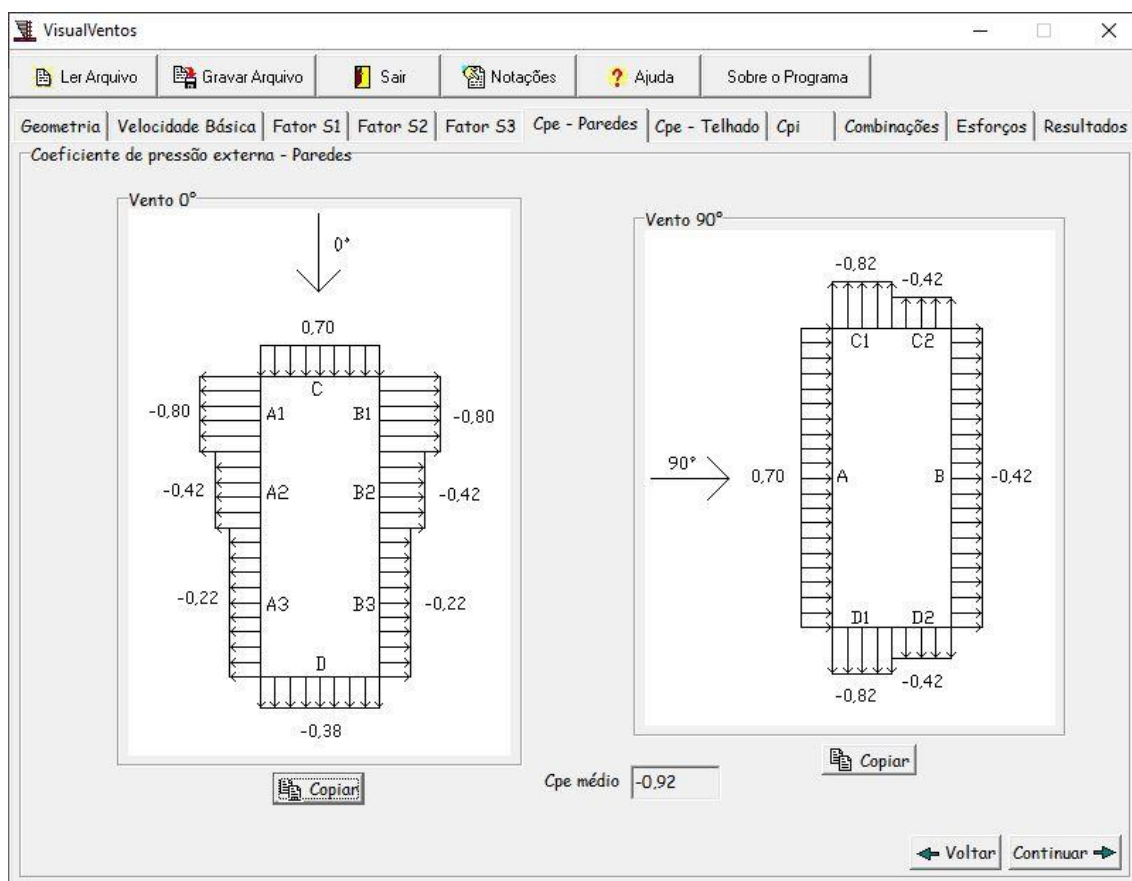 VisualVentos
Ler Arquivo Gravar Arquivo Sair Notações Ajuda Sobre o Programa
Geometria Velocidade Básica Fator S1 Fator S2 Fator S3 Cpe - Paredes Cpe - Telhado Cpi Combinações Esforços Resultados
Coeficiente de pressão externa - Paredes
Vento 0°
0°
0,70
C
-0,80 A1 B1 -0,80
-0,42 A2 B2 -0,42
-0,22 A3 B3 -0,22
D
-0,38
Copiar
Vento 90°
-0,82 -0,42
C1 C2
90° 0,70 A B -0,42
D1 D2
-0,82 -0,42
Copiar
Cpe médio -0,92
Voltar Continuar